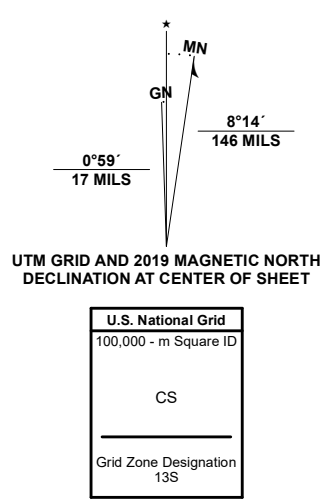 ★
MN
GN
8°14´
146 MILS
0°59´
17 MILS
UTM GRID AND 2019 MAGNETIC NORTH
DECLINATION AT CENTER OF SHEET
U.S. National Grid
100,000 - m Square ID
CS
Grid Zone Designation
13S